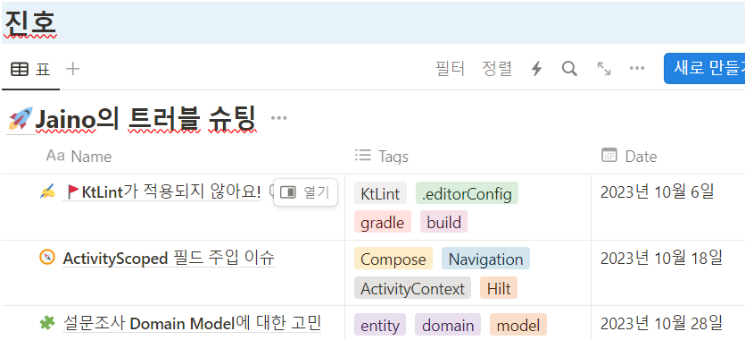 진호
표
필터 정렬 새로 만들기
Jaino의 트러블 슈팅
Aa Name Tags Date
KtLint가 적용되지 않아요! 열기 KtLint .editorConfig 2023년 10월 6일
gradle build
ActivityScoped 필드 주입 이슈 Compose Navigation 2023년 10월 18일
ActivityContext Hilt
설문조사 Domain Model에 대한 고민 entity domain model 2023년 10월 28일